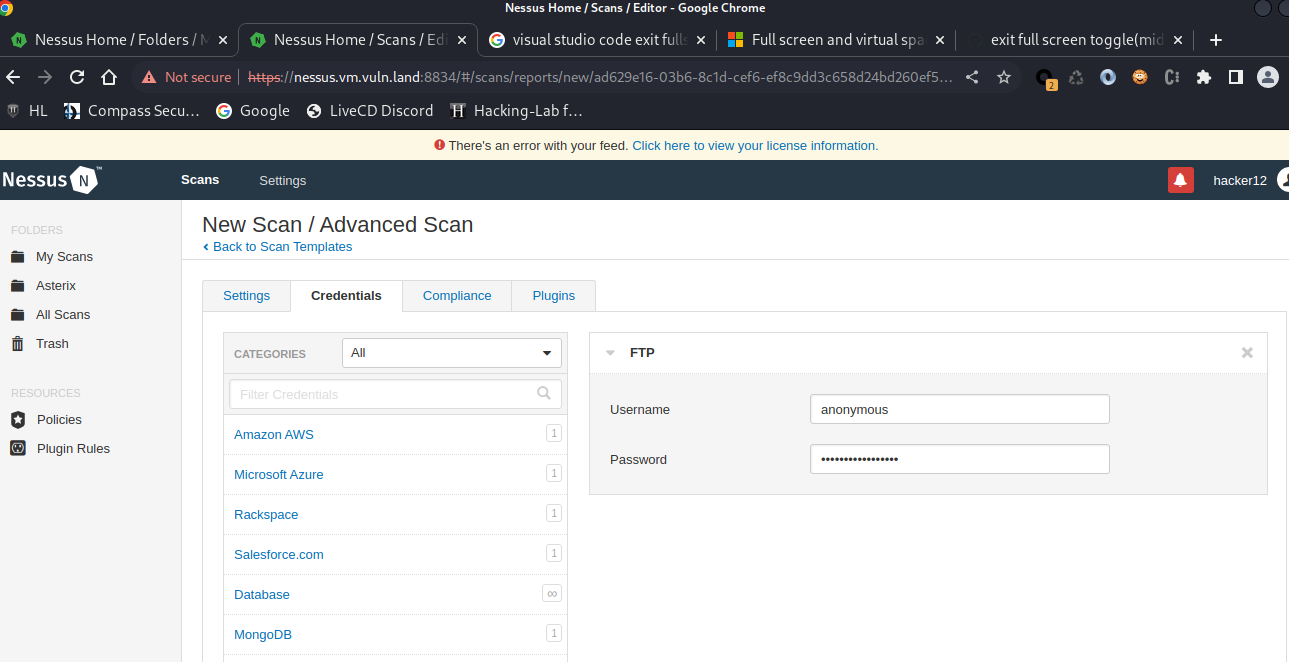 Nessus Home / Scans / Editor - Google Chrome
Nessus Home / Folders / M
Nessus Home / Scans / Edi
visual studio code exit fulls
Full screen and virtual spa
exit full screen toggle(mid
Not secure
https://nessus.vm.vuln.land:8834/#/scans/reports/new/ad629e16-03b6-8c1d-cef6-ef8c9dd3c658d24bd260ef5…
2
HL
Compass Secu…
Google
LiveCD Discord
Hacking-Lab f…
There's an error with your feed. Click here to view your license information.
Nessus N ™
Scans
Settings
hacker12
FOLDERS
My Scans
Asterix
All Scans
Trash
RESOURCES
Policies
Plugin Rules
New Scan / Advanced Scan
‹ Back to Scan Templates
Settings
Credentials
Compliance
Plugins
CATEGORIES
All
Filter Credentials
Amazon AWS 1
Microsoft Azure 1
Rackspace 1
Salesforce.com 1
Database ∞
MongoDB 1
FTP
Username anonymous
Password •••••••••••••••••